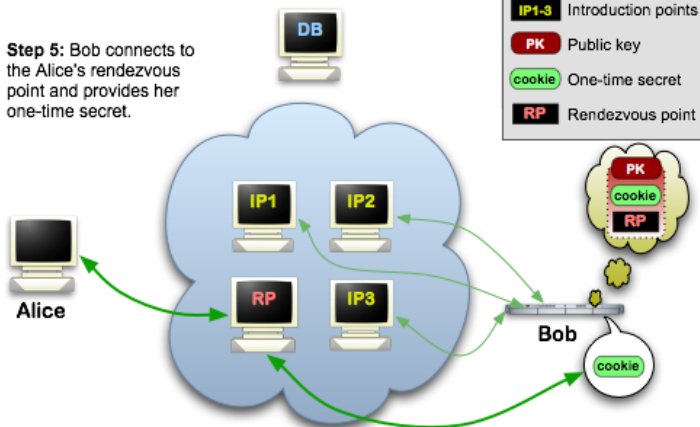 DB
Step 5: Bob connects to
the Alice's rendezvous
point and provides her
one-time secret.
IP1-3 Introduction points
PK Public key
cookie One-time secret
RP Rendezvous point
PK
cookie
RP
IP1
IP2
RP
IP3
Alice
Bob
cookie